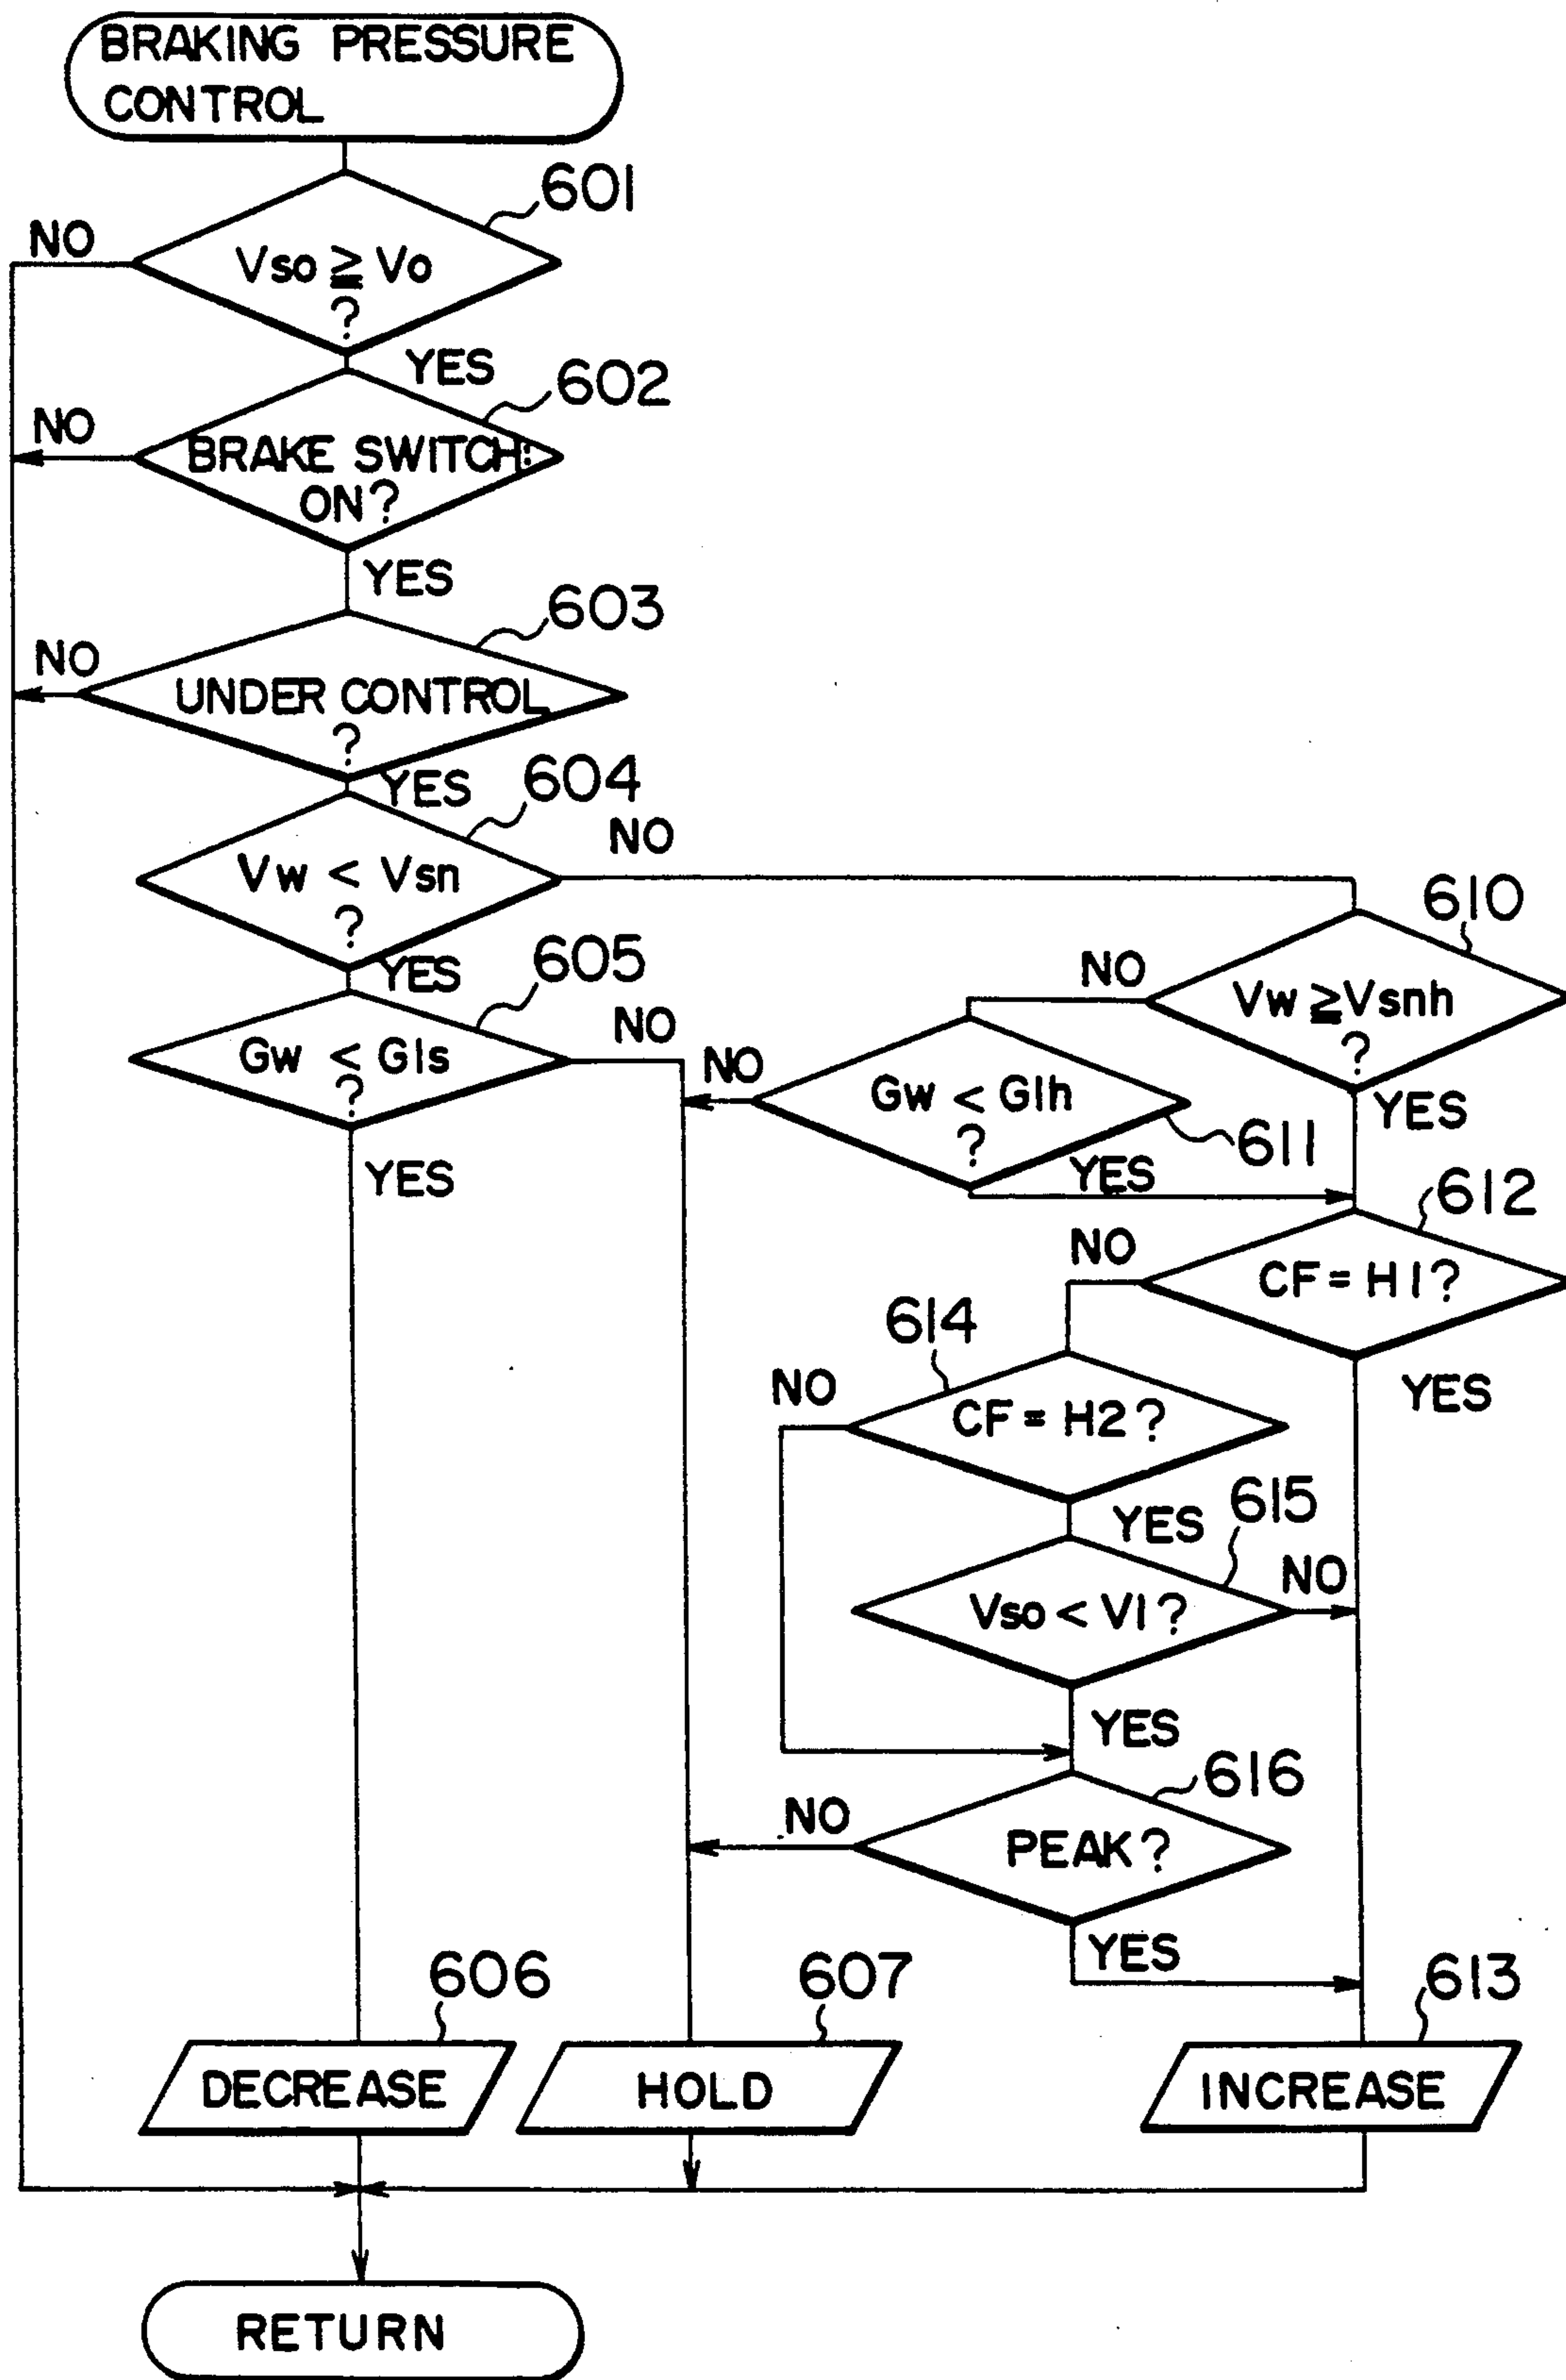 BRAKING PRESSURE
CONTROL
601
NO
Vso ≧ Vo
?
YES
602
NO
BRAKE SWITCH:
ON?
YES
603
NO
UNDER CONTROL
?
YES
604
NO
Vw < Vsn
?
YES
605
NO
Gw < G1s
?
YES
610
NO
Vw ≧ Vsnh
?
YES
NO
Gw < G1h
?
611
YES
612
NO
CF = H1?
YES
614
NO
CF = H2?
YES
615
NO
Vso < V1?
YES
616
NO
PEAK?
YES
606
DECREASE
607
HOLD
613
INCREASE
RETURN